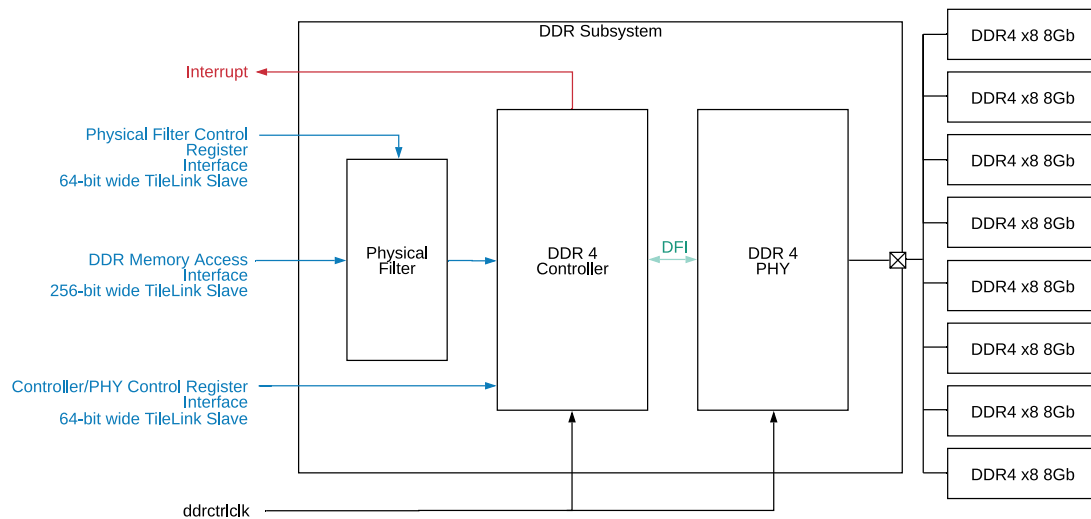 DDR Subsystem
Interrupt
Physical Filter Control
Register
Interface
64-bit wide TileLink Slave
DDR Memory Access
Interface
256-bit wide TileLink Slave
Controller/PHY Control Register
Interface
64-bit wide TileLink Slave
ddrctrlclk
Physical
Filter
DDR 4
Controller
DFI
DDR 4
PHY
DDR4 x8 8Gb
DDR4 x8 8Gb
DDR4 x8 8Gb
DDR4 x8 8Gb
DDR4 x8 8Gb
DDR4 x8 8Gb
DDR4 x8 8Gb
DDR4 x8 8Gb